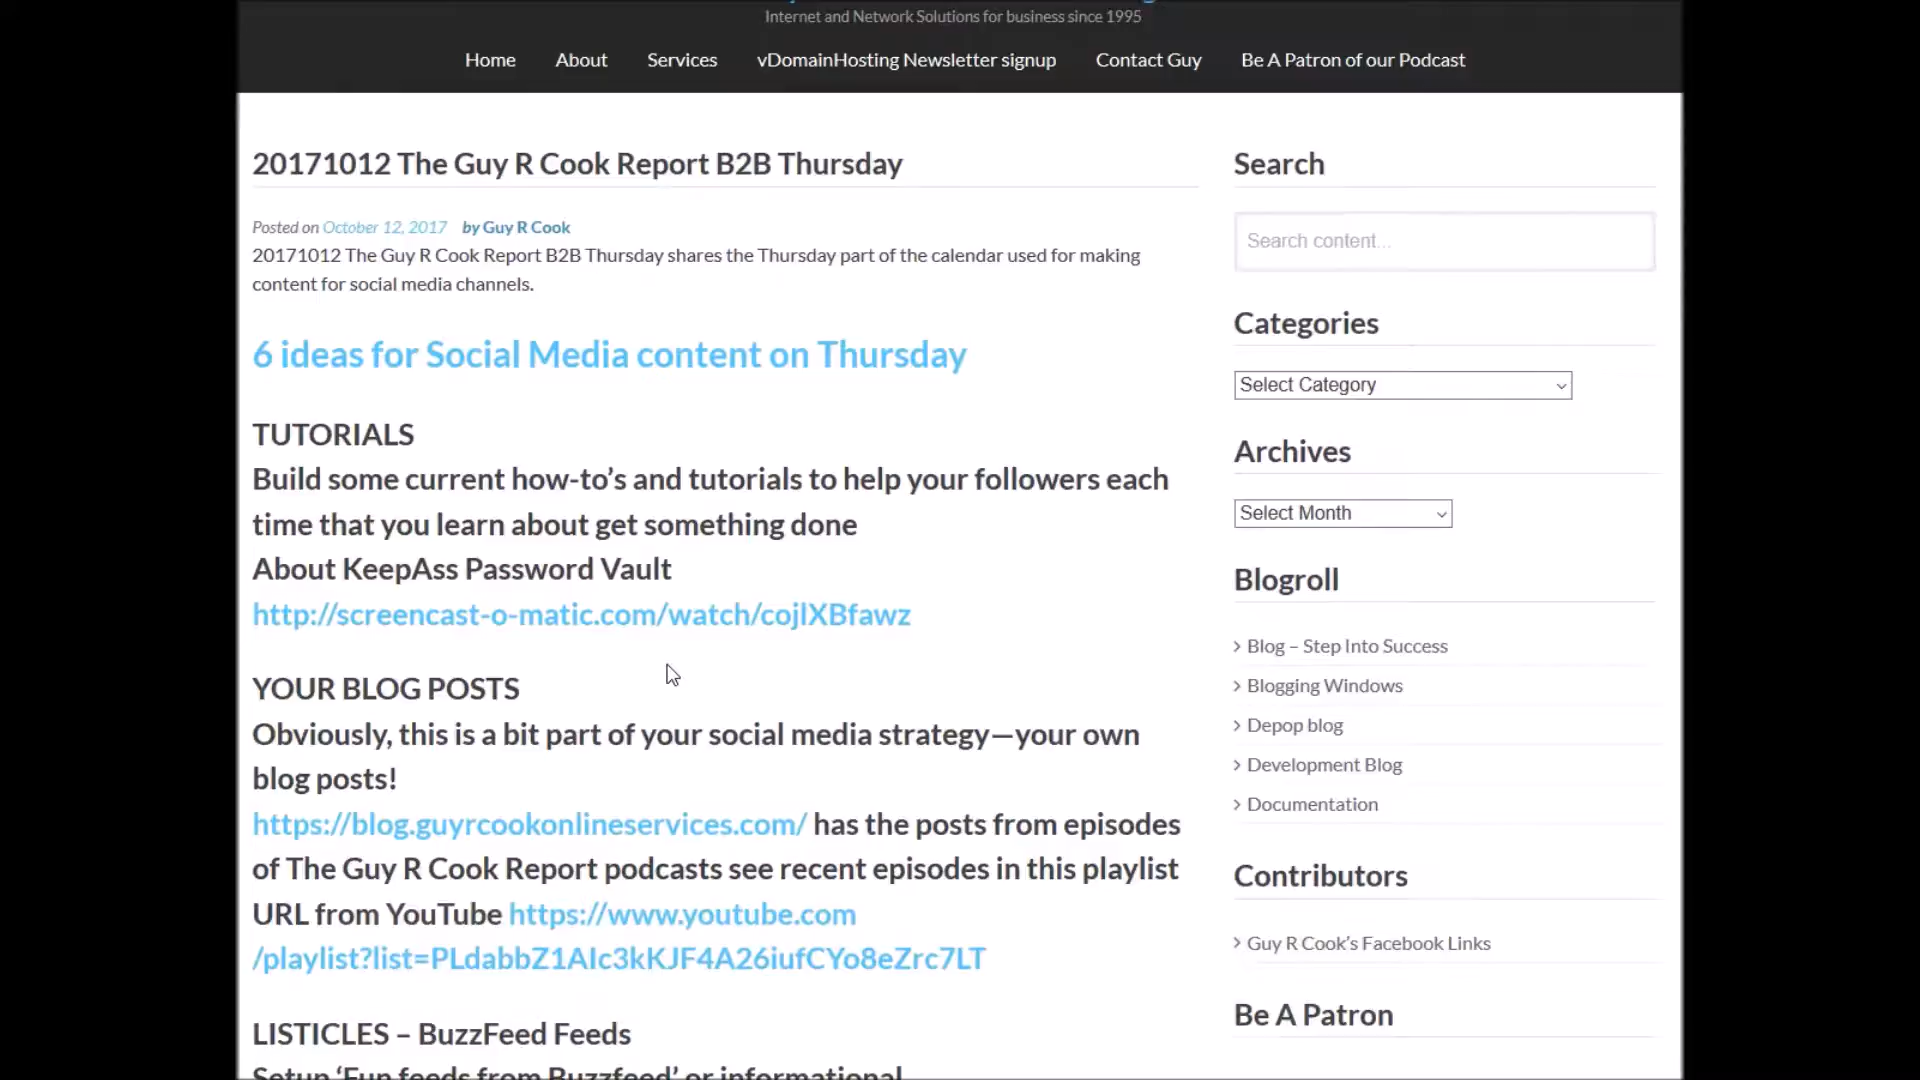 Internet and Network Solutions for business since 1995
Home About Services vDomainHosting Newsletter signup Contact Guy Be A Patron of our Podcast
20171012 The Guy R Cook Report B2B Thursday
Posted on October 12, 2017 by Guy R Cook
20171012 The Guy R Cook Report B2B Thursday shares the Thursday part of the calendar used for making
content for social media channels.
6 ideas for Social Media content on Thursday
TUTORIALS
Build some current how-to’s and tutorials to help your followers each
time that you learn about get something done
About KeepAss Password Vault
http://screencast-o-matic.com/watch/cojlXBfawz
YOUR BLOG POSTS
Obviously, this is a bit part of your social media strategy—your own
blog posts!
https://blog.guyrcookonlineservices.com/ has the posts from episodes
of The Guy R Cook Report podcasts see recent episodes in this playlist
URL from YouTube https://www.youtube.com
/playlist?list=PLdabbZ1AIc3kKJF4A26iufCYo8eZrc7LT
LISTICLES – BuzzFeed Feeds
Setup ‘Fun feeds from Buzzfeed’ or informational
Search
Search content...
Categories
Select Category
Archives
Select Month
Blogroll
Blog – Step Into Success
Blogging Windows
Depop blog
Development Blog
Documentation
Contributors
Guy R Cook’s Facebook Links
Be A Patron